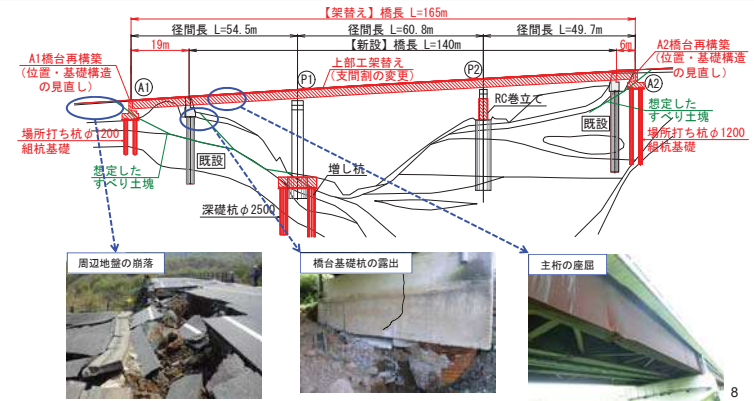 【架替え】橋長 L=165m
径間長 L=54.5m
径間長 L=60.8m
径間長 L=49.7m
19m
【新設】橋長 L=140m
6m
A1橋台再構築
(位置・基礎構造
の見直し)
A1
P1
上部工架替え
(支間割の変更)
P2
RC巻立て
A2橋台再構築
(位置・基礎構造
の見直し)
A2
想定した
すべり土塊
既設
場所打ち杭φ1200
組杭基礎
場所打ち杭φ1200
組杭基礎
想定した
すべり土塊
既設
増し杭
深礎杭φ2500
周辺地盤の崩落
橋台基礎杭の露出
主桁の座屈
8